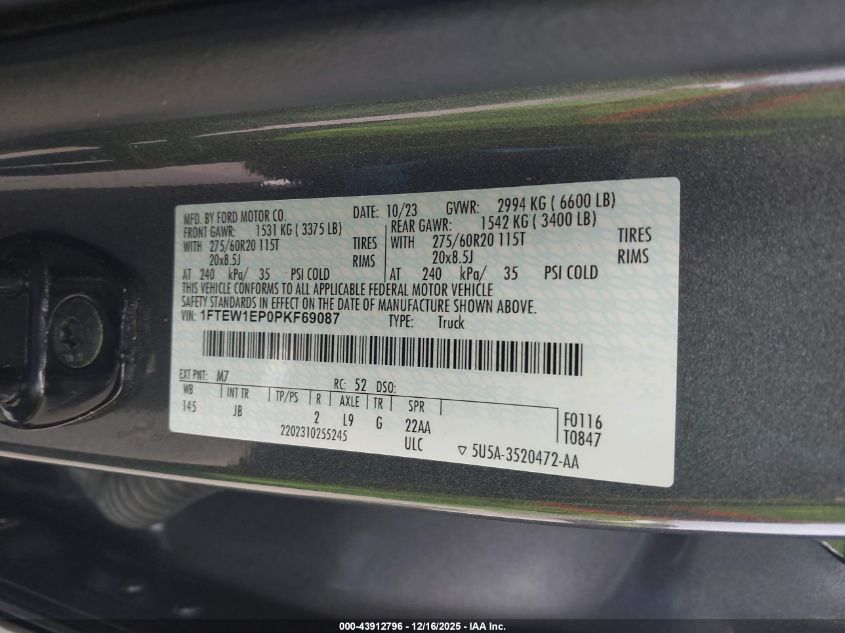 MFD. BY FORD MOTOR CO.
DATE: 10/23 GVWR: 2994 KG ( 6600 LB)
FRONT GAWR: 1531 KG ( 3375 LB) REAR GAWR: 1542 KG ( 3400 LB)
WITH 275/60R20 115T TIRES WITH 275/60R20 115T TIRES
20x8.5J RIMS 20x8.5J RIMS
AT 240 kPa/ 35 PSI COLD AT 240 kPa/ 35 PSI COLD
THIS VEHICLE CONFORMS TO ALL APPLICABLE FEDERAL MOTOR VEHICLE
SAFETY STANDARDS IN EFFECT ON THE DATE OF MANUFACTURE SHOWN ABOVE.
VIN: 1FTEW1EP0PKF69087 TYPE: Truck
EXT PNT: M7 RC: 52 DSO:
WB INT TR TP/PS R AXLE TR SPR
145 JB 2 L9 G 22AA
F0116
T0847
2202310255245 ULC ▽ 5U5A-3520472-AA
000-43912796 – 12/16/2025 – IAA Inc.